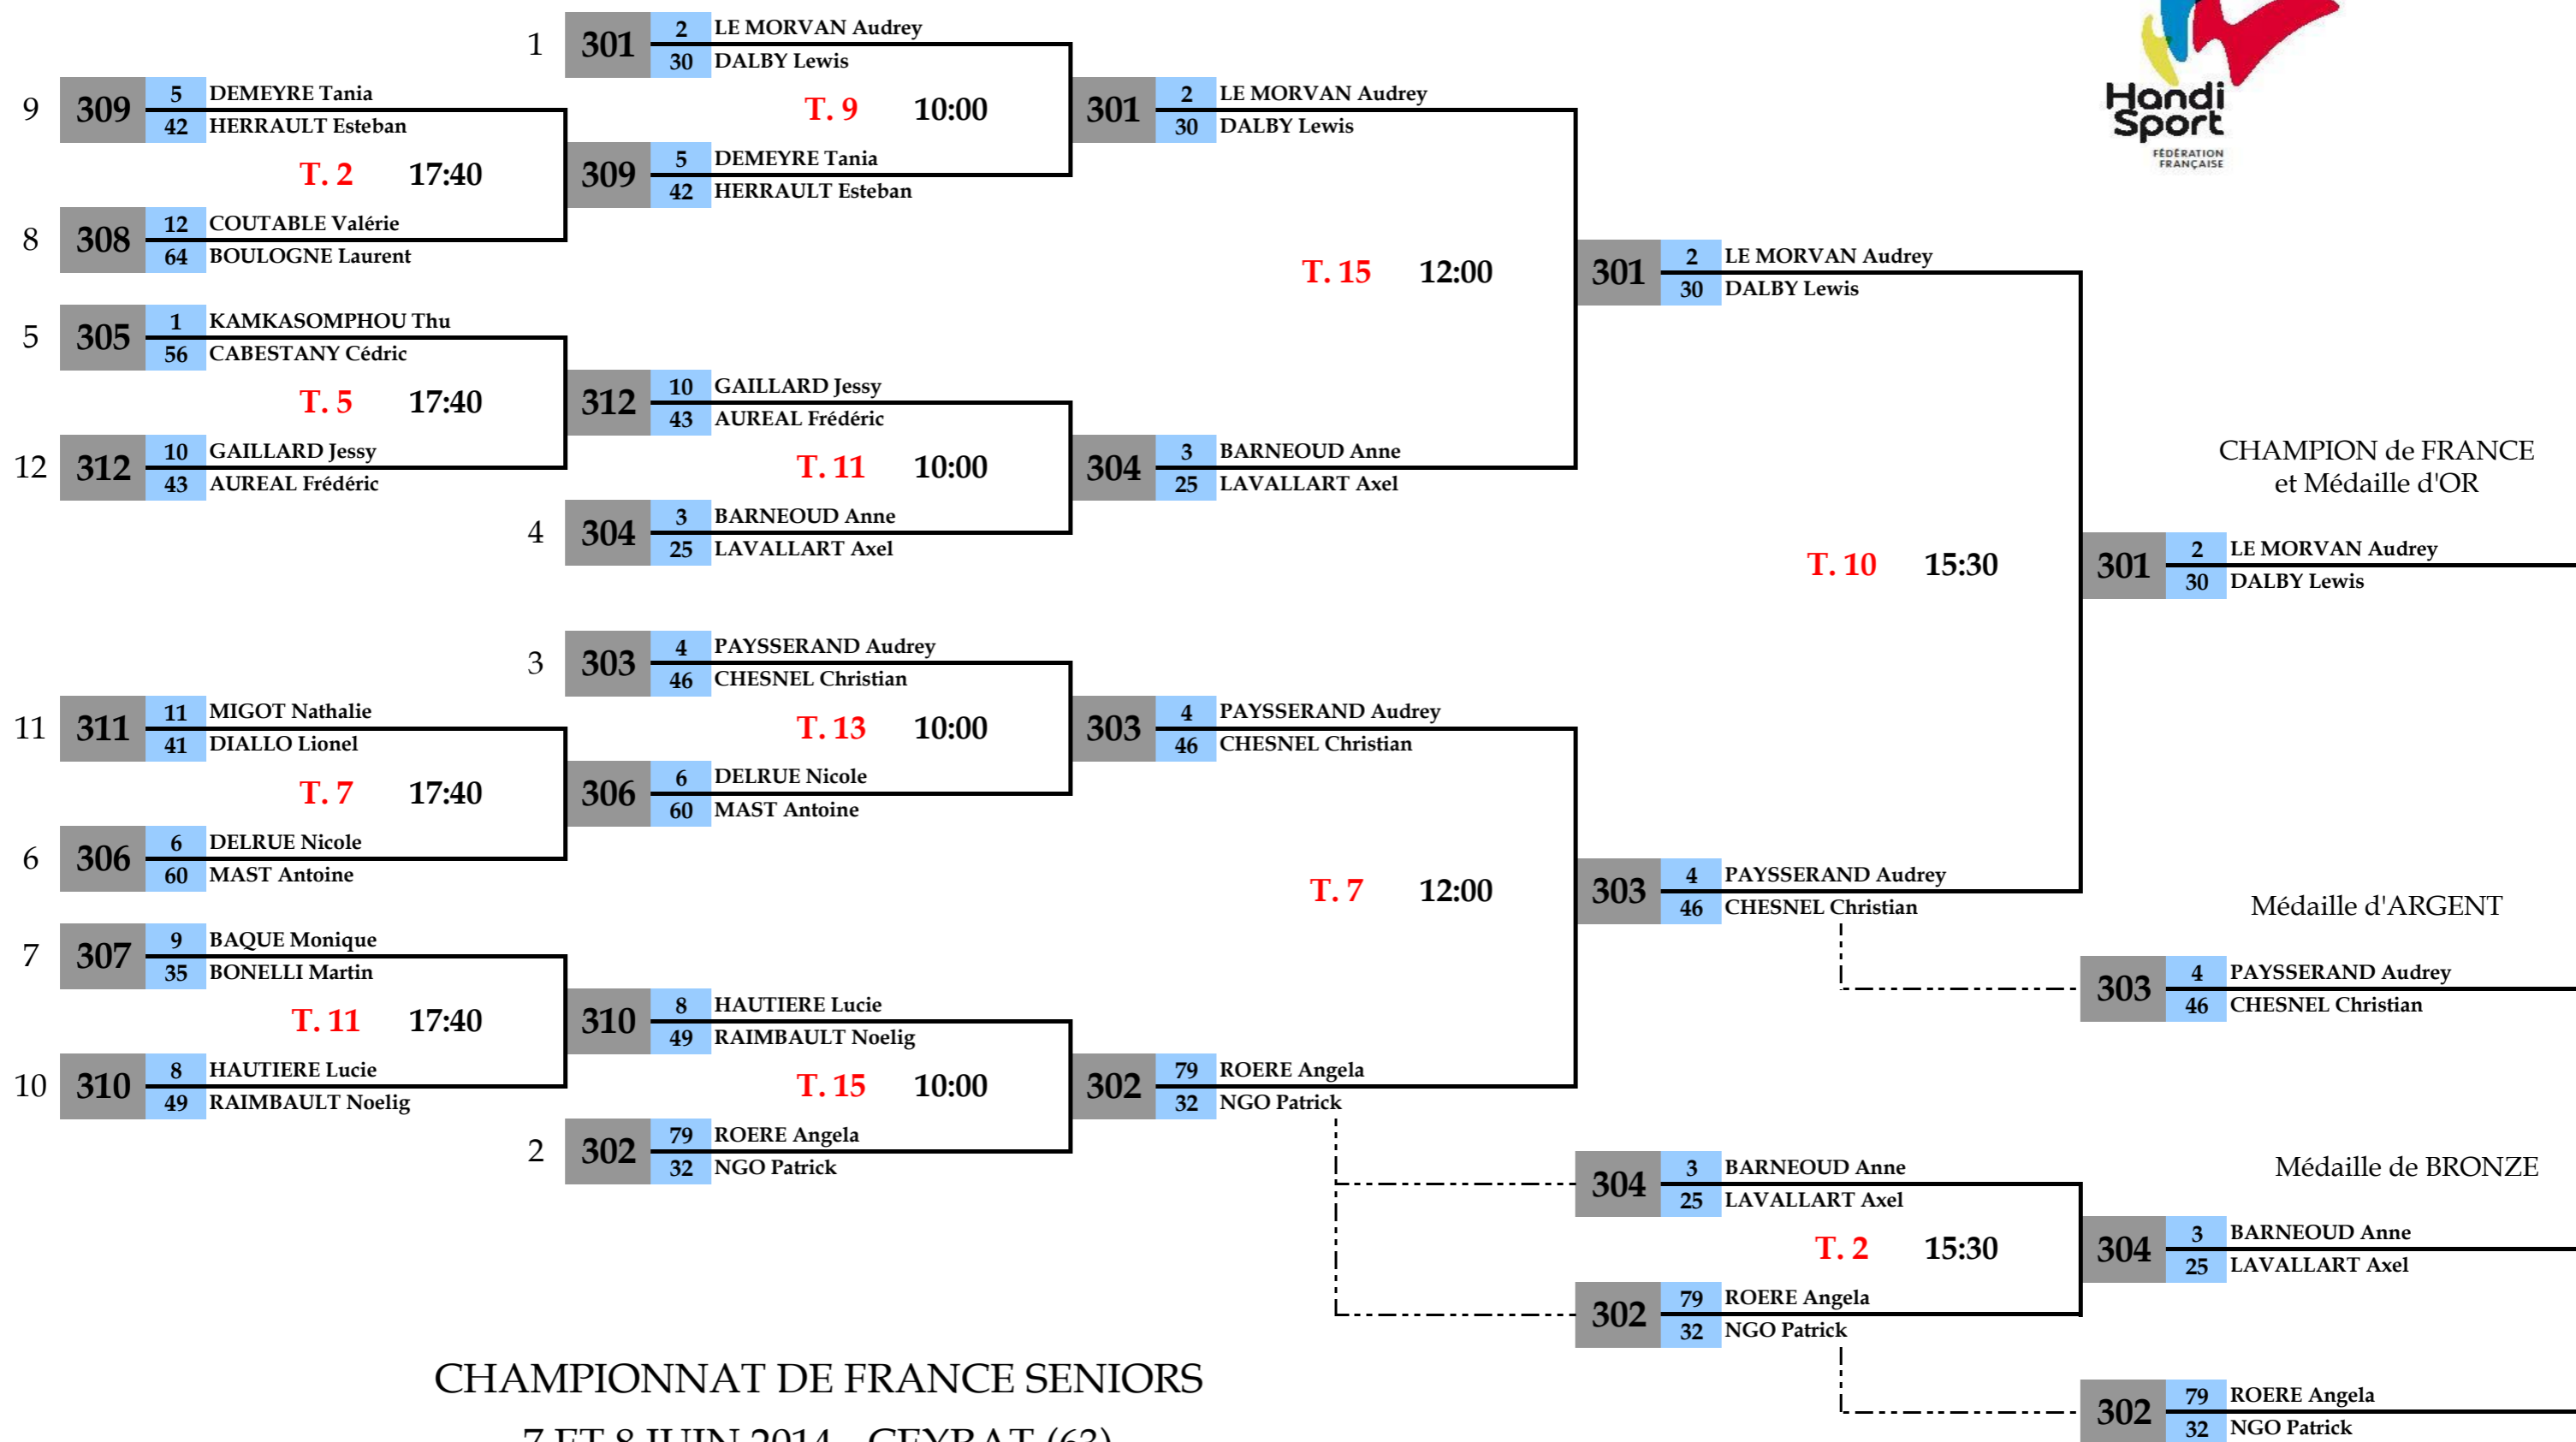 1 301 2 LE MORVAN Audrey
30 DALBY Lewis
9 309 5 DEMEYRE Tania
42 HERRAULT Esteban
T. 2 17:40
8 308 12 COUTABLE Valérie
64 BOULOGNE Laurent
T. 9 10:00
309 5 DEMEYRE Tania
42 HERRAULT Esteban
5 305 1 KAMKASOMPHOU Thu
56 CABESTANY Cédric
T. 5 17:40
12 312 10 GAILLARD Jessy
43 AUREAL Frédéric
312 10 GAILLARD Jessy
43 AUREAL Frédéric
T. 11 10:00
4 304 3 BARNEOUD Anne
25 LAVALLART Axel
3 303 4 PAYSSERAND Audrey
46 CHESNEL Christian
11 311 11 MIGOT Nathalie
41 DIALLO Lionel
T. 7 17:40
6 306 6 DELRUE Nicole
60 MAST Antoine
T. 13 10:00
306 6 DELRUE Nicole
60 MAST Antoine
7 307 9 BAQUE Monique
35 BONELLI Martin
T. 11 17:40
10 310 8 HAUTIERE Lucie
49 RAIMBAULT Noelig
310 8 HAUTIERE Lucie
49 RAIMBAULT Noelig
T. 15 10:00
2 302 79 ROERE Angela
32 NGO Patrick
301 2 LE MORVAN Audrey
30 DALBY Lewis
T. 15 12:00
304 3 BARNEOUD Anne
25 LAVALLART Axel
303 4 PAYSSERAND Audrey
46 CHESNEL Christian
T. 7 12:00
302 79 ROERE Angela
32 NGO Patrick
301 2 LE MORVAN Audrey
30 DALBY Lewis
T. 10 15:30
303 4 PAYSSERAND Audrey
46 CHESNEL Christian
304 3 BARNEOUD Anne
25 LAVALLART Axel
T. 2 15:30
302 79 ROERE Angela
32 NGO Patrick
Handi
Sport
FÉDÉRATION
FRANÇAISE
CHAMPION de FRANCE
et Médaille d'OR
301 2 LE MORVAN Audrey
30 DALBY Lewis
Médaille d'ARGENT
303 4 PAYSSERAND Audrey
46 CHESNEL Christian
Médaille de BRONZE
304 3 BARNEOUD Anne
25 LAVALLART Axel
302 79 ROERE Angela
32 NGO Patrick
CHAMPIONNAT DE FRANCE SENIORS
7 ET 8 JUIN 2014 - CEYRAT (63)